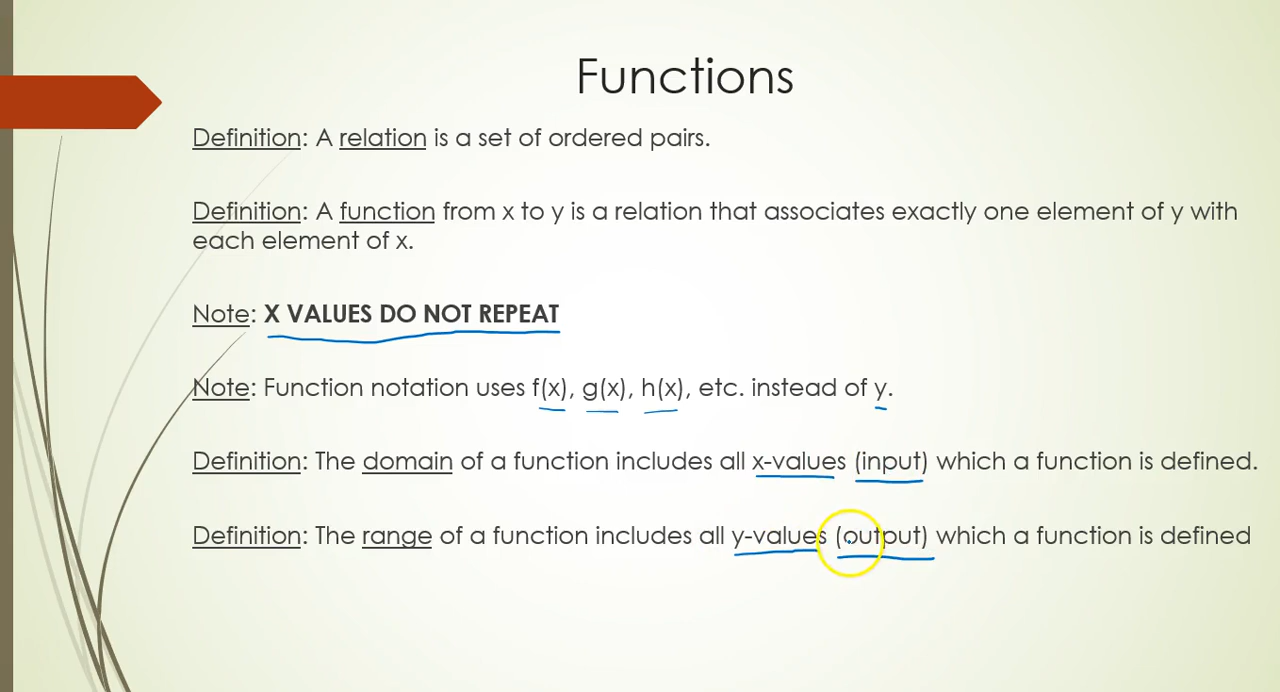 Functions
Definition: A relation is a set of ordered pairs.
Definition: A function from x to y is a relation that associates exactly one element of y with
each element of x.
Note: X VALUES DO NOT REPEAT
Note: Function notation uses f(x), g(x), h(x), etc. instead of y.
Definition: The domain of a function includes all x-values (input) which a function is defined.
Definition: The range of a function includes all y-values (output) which a function is defined